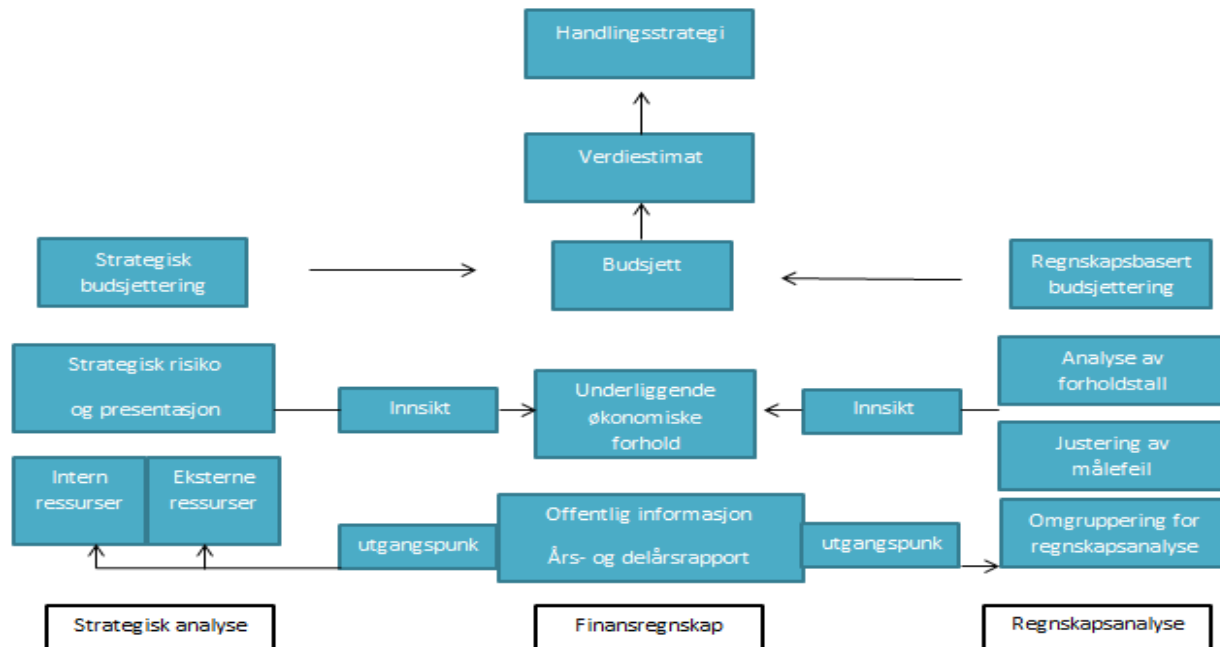 Handlingsstrategi
Verdiestimat
Strategisk
budsjettering
Budsjett
Regnskapsbasert
budsjettering
Strategisk risiko
og presentasjon
Innsikt
Underliggende
økonomiske
forhold
Innsikt
Analyse av
forholdstall
Justering av
målefeil
Intern
ressurser
Eksterne
ressurser
utgangspunk
Offentlig informasjon
Års- og delårsrapport
utgangspunk
Omgruppering for
regnskapsanalyse
Strategisk analyse
Finansregnskap
Regnskapsanalyse